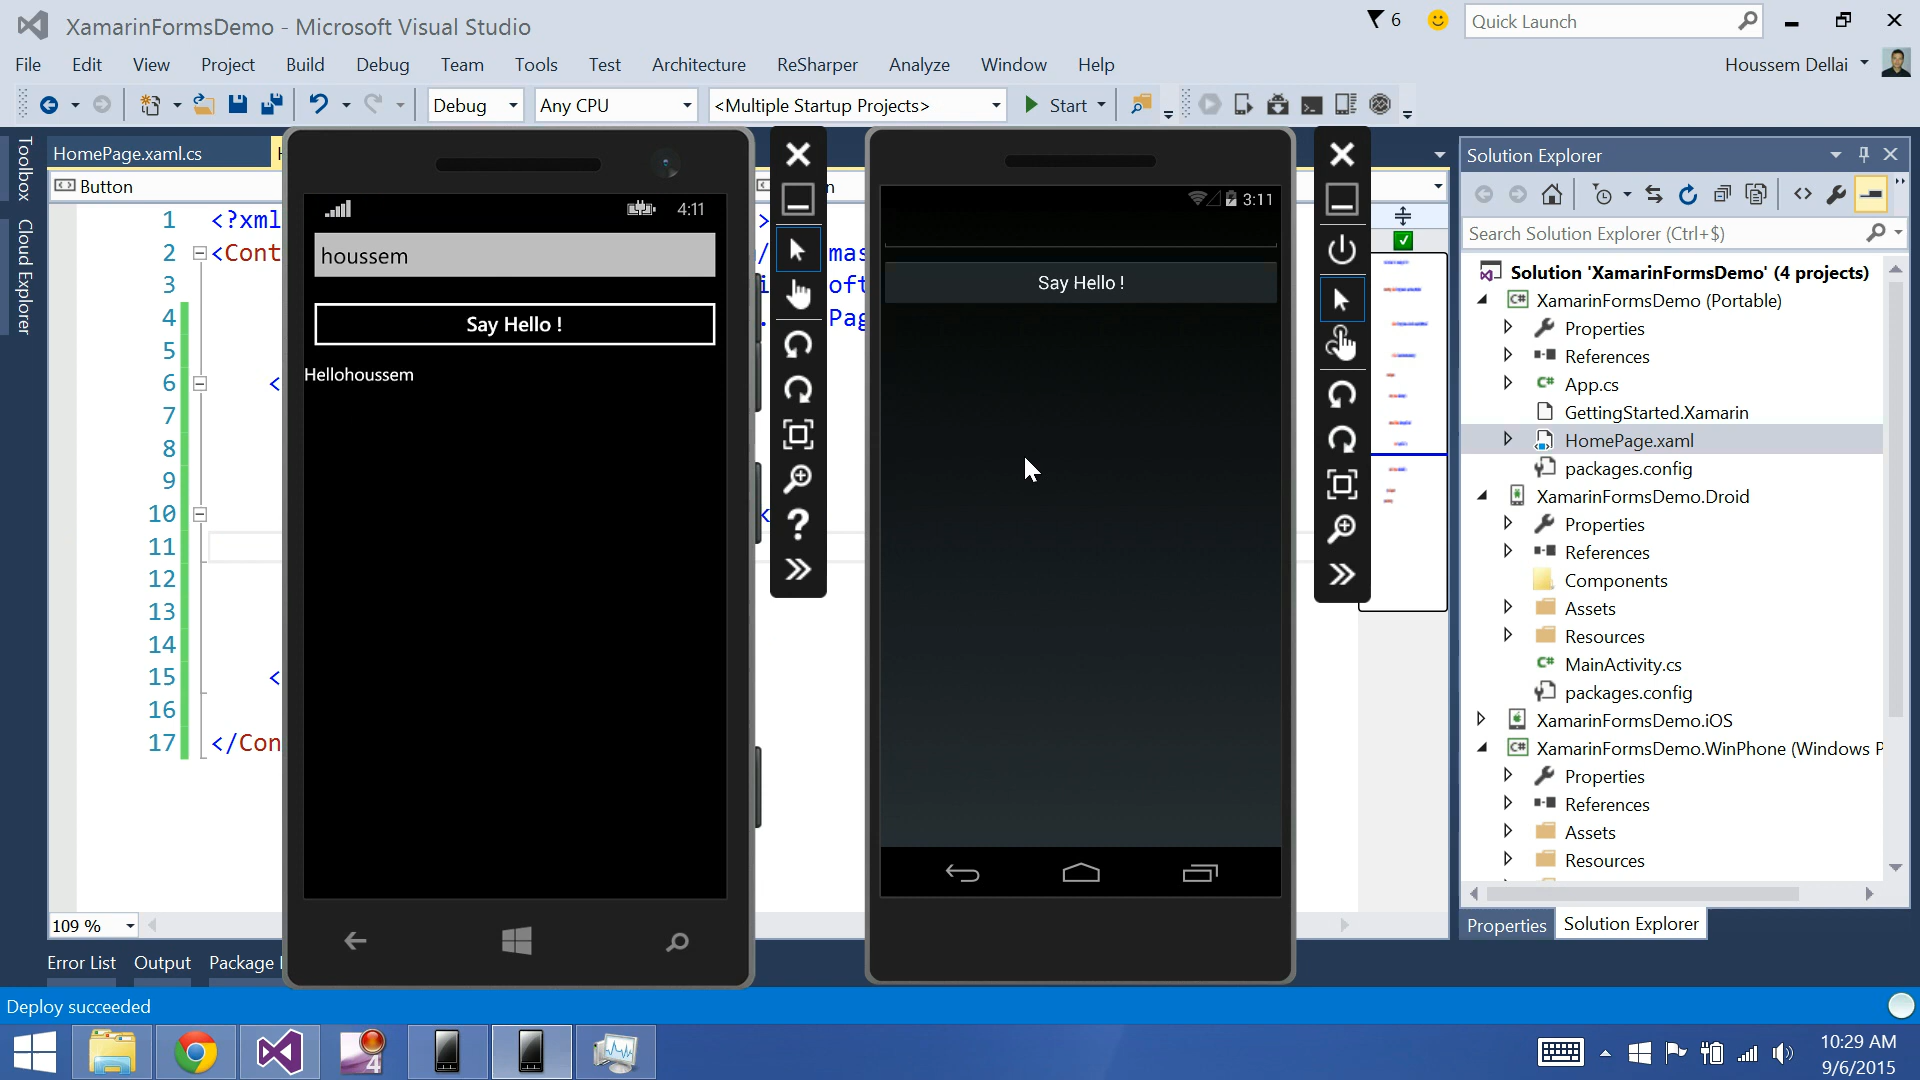 XamarinFormsDemo - Microsoft Visual Studio
6
Quick Launch
File Edit View Project Build Debug Team Tools Test Architecture ReSharper Analyze Window Help
Houssem Dellai
Debug
Any CPU
<Multiple Startup Projects>
Start
Toolbox
Cloud Explorer
HomePage.xaml.cs
Button
1 <?xml
2 <Cont
3
4
5
6 <
7
8
9
10
11
12
13
14
15 <
16
17 </Con
109 %
4:11
houssem
Say Hello !
Hellohoussem
3:11
Say Hello !
Solution Explorer
Search Solution Explorer (Ctrl+$)
Solution 'XamarinFormsDemo' (4 projects)
XamarinFormsDemo (Portable)
Properties
References
App.cs
GettingStarted.Xamarin
HomePage.xaml
packages.config
XamarinFormsDemo.Droid
Properties
References
Components
Assets
Resources
MainActivity.cs
packages.config
XamarinFormsDemo.iOS
XamarinFormsDemo.WinPhone (Windows P
Properties
References
Assets
Resources
Properties
Solution Explorer
Error List Output Package
Deploy succeeded
4
10:29 AM
9/6/2015